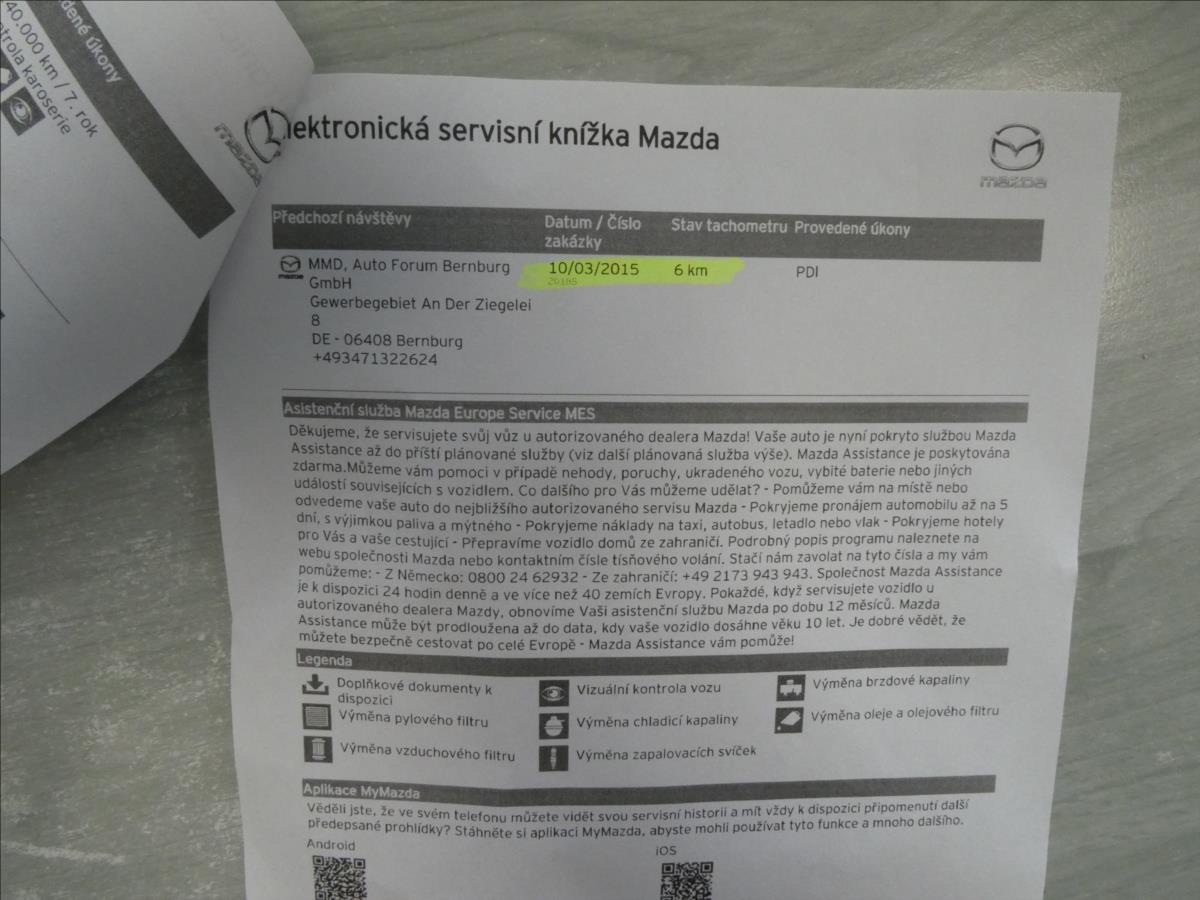 dené úkony
40.000 km / 7. rok
trola karoserie
mazda
lektronická servisní knížka Mazda
mazda
Předchozí návštěvy
Datum / Číslo
zakázky
Stav tachometru
Provedené úkony
mazda
MMD, Auto Forum Bernburg
GmbH
Gewerbegebiet An Der Ziegelei
8
DE - 06408 Bernburg
+493471322624
10/03/2015
6 km
PDI
Asistenční služba Mazda Europe Service MES
Děkujeme, že servisujete svůj vůz u autorizovaného dealera Mazda! Vaše auto je nyní pokryto službou Mazda
Assistance až do příští plánované služby (viz další plánovaná služba výše). Mazda Assistance je poskytována
zdarma.Můžeme vám pomoci v případě nehody, poruchy, ukradeného vozu, vybité baterie nebo jiných
událostí souvisejících s vozidlem. Co dalšího pro Vás můžeme udělat? - Pomůžeme vám na místě nebo
odvedeme vaše auto do nejbližšího autorizovaného servisu Mazda - Pokryjeme pronájem automobilu až na 5
dní, s výjimkou paliva a mýtného - Pokryjeme náklady na taxi, autobus, letadlo nebo vlak - Pokryjeme hotely
pro Vás a vaše cestující - Přepravíme vozidlo domů ze zahraničí. Podrobný popis programu naleznete na
webu společnosti Mazda nebo kontaktním čísle tísňového volání. Stačí nám zavolat na tyto čísla a my vám
pomůžeme: - Z Německo: 0800 24 62932 - Ze zahraničí: +49 2173 943 943. Společnost Mazda Assistance
je k dispozici 24 hodin denně a ve více než 40 zemích Evropy. Pokaždé, když servisujete vozidlo u
autorizovaného dealera Mazdy, obnovíme Vaši asistenční službu Mazda po dobu 12 měsíců. Mazda
Assistance může být prodloužena až do data, kdy vaše vozidlo dosáhne věku 10 let. Je dobré vědět, že
můžete bezpečně cestovat po celé Evropě - Mazda Assistance vám pomůže!
Legenda
Doplňkové dokumenty k
dispozici
Vizuální kontrola vozu
Výměna brzdové kapaliny
Výměna pylového filtru
Výměna chladicí kapaliny
Výměna oleje a olejového filtru
Výměna vzduchového filtru
Výměna zapalovacích svíček
Aplikace MyMazda
Věděli jste, že ve svém telefonu můžete vidět svou servisní historii a mít vždy k dispozici připomenutí další
předepsané prohlídky? Stáhněte si aplikaci MyMazda, abyste mohli používat tyto funkce a mnoho dalšího.
Android
iOS